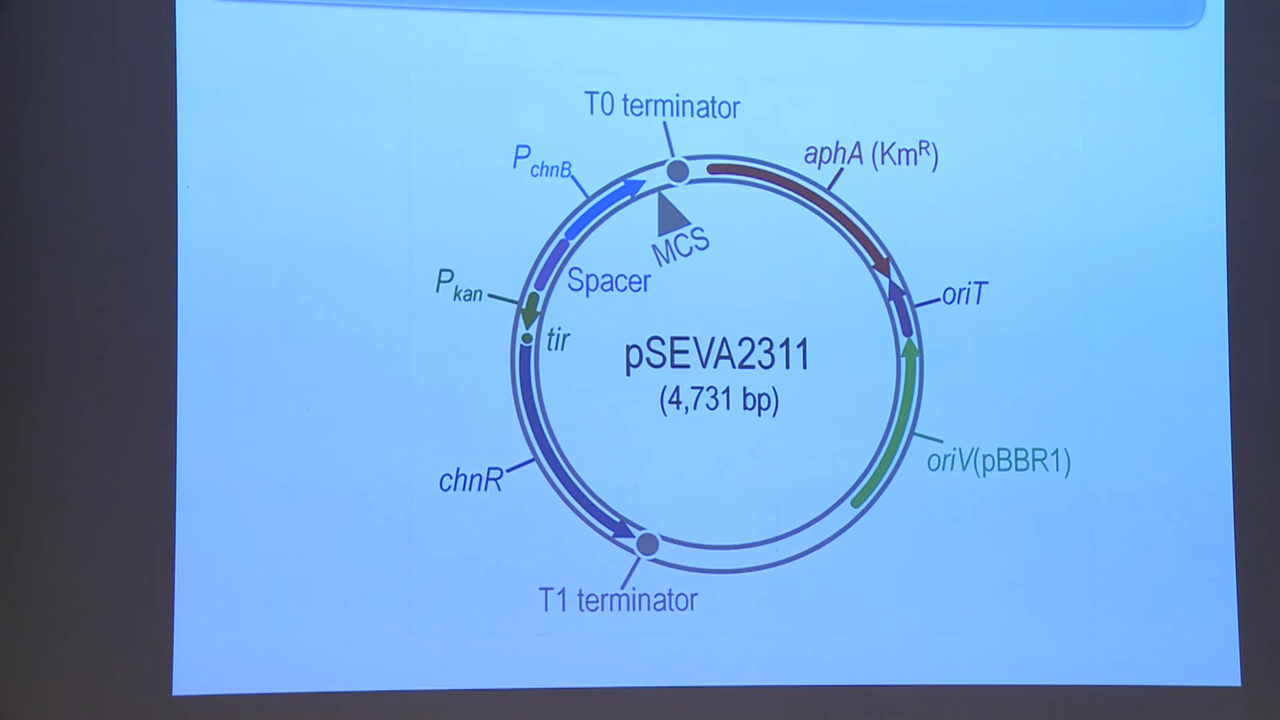 T0 terminator
PchnB
aphA (KmR)
MCS
Pkan
Spacer
oriT
tir
pSEVA2311
(4,731 bp)
chnR
oriV(pBBR1)
T1 terminator